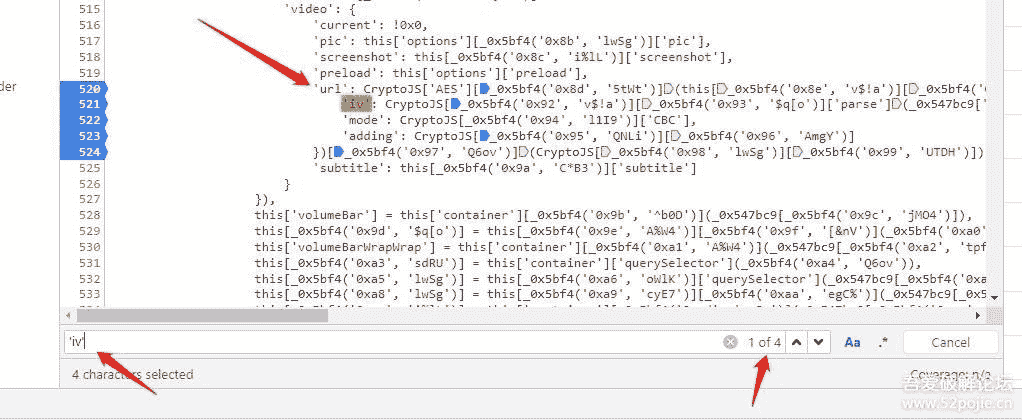 515 'video': {
516 'current': !0x0,
517 'pic': this['options'][_0x5bf4('0x8b', 'lwSg')]['pic'],
518 'screenshot': this[_0x5bf4('0x8c', 'i%lL')]['screenshot'],
519 'preload': this['options']['preload'],
der
520 'url': CryptoJS['AES'][_0x5bf4('0x8d', '5tWt')](this[_0x5bf4('0x8e', 'v$!a')][_0x5bf4('
521 'iv': CryptoJS[_0x5bf4('0x92', 'v$!a')][_0x5bf4('0x93', '$q[o')]['parse'](_0x547bc9['
522 'mode': CryptoJS[_0x5bf4('0x94', 'l1I9')]['CBC'],
523 'adding': CryptoJS[_0x5bf4('0x95', 'QNLi')][_0x5bf4('0x96', 'AmgY')]
524 })[_0x5bf4('0x97', 'Q6ov')](CryptoJS[_0x5bf4('0x98', 'lwSg')][_0x5bf4('0x99', 'UTDH')])
525 'subtitle': this[_0x5bf4('0x9a', 'C*B3')]['subtitle']
526 }
527 }),
528 this['volumeBar'] = this['container'][_0x5bf4('0x9b', '^b0D')](_0x547bc9[_0x5bf4('0x9c', 'jMO4')]),
529 this[_0x5bf4('0x9d', '$q[o')] = this[_0x5bf4('0x9e', 'A%W4')][_0x5bf4('0x9f', '[&nV')](_0x547bc9[_0x5bf4('0xa0'
530 this['volumeBarWrapWrap'] = this['container'][_0x5bf4('0xa1', 'A%W4')](_0x547bc9[_0x5bf4('0xa2', 'tpf
531 this[_0x5bf4('0xa3', 'sdRU')] = this['container']['querySelector'](_0x5bf4('0xa4', 'Q6ov')),
532 this[_0x5bf4('0xa5', 'lwSg')] = this[_0x5bf4('0xa6', 'oWlK')]['querySelector'](_0x547bc9[_0x5bf4('0xa
533 this[_0x5bf4('0xa8', 'lwSg')] = this[_0x5bf4('0xa9', 'cyE7')][_0x5bf4('0xaa', 'egC%')](_0x547bc9[_0x5
'iv' 1 of 4 Aa .* Cancel
4 characters selected Coverage: n/a
吾爱破解论坛
www.52pojie.cn